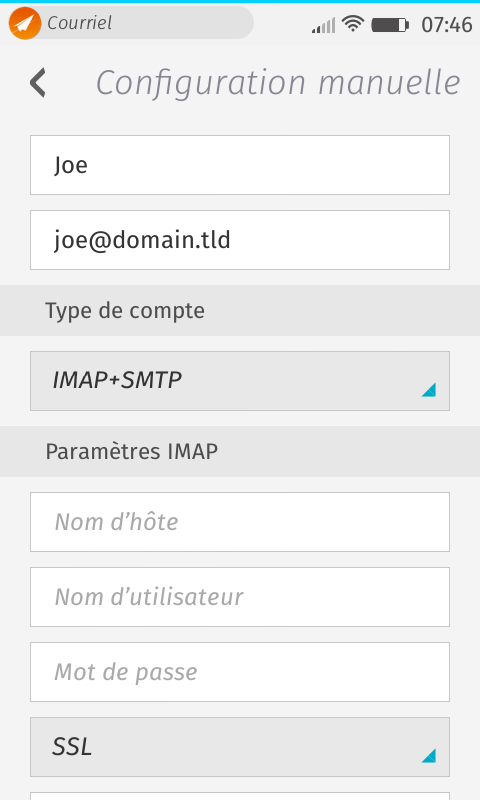 Courriel
07:46
Configuration manuelle
Joe
joe@domain.tld
Type de compte
IMAP+SMTP
Paramètres IMAP
Nom d’hôte
Nom d’utilisateur
Mot de passe
SSL